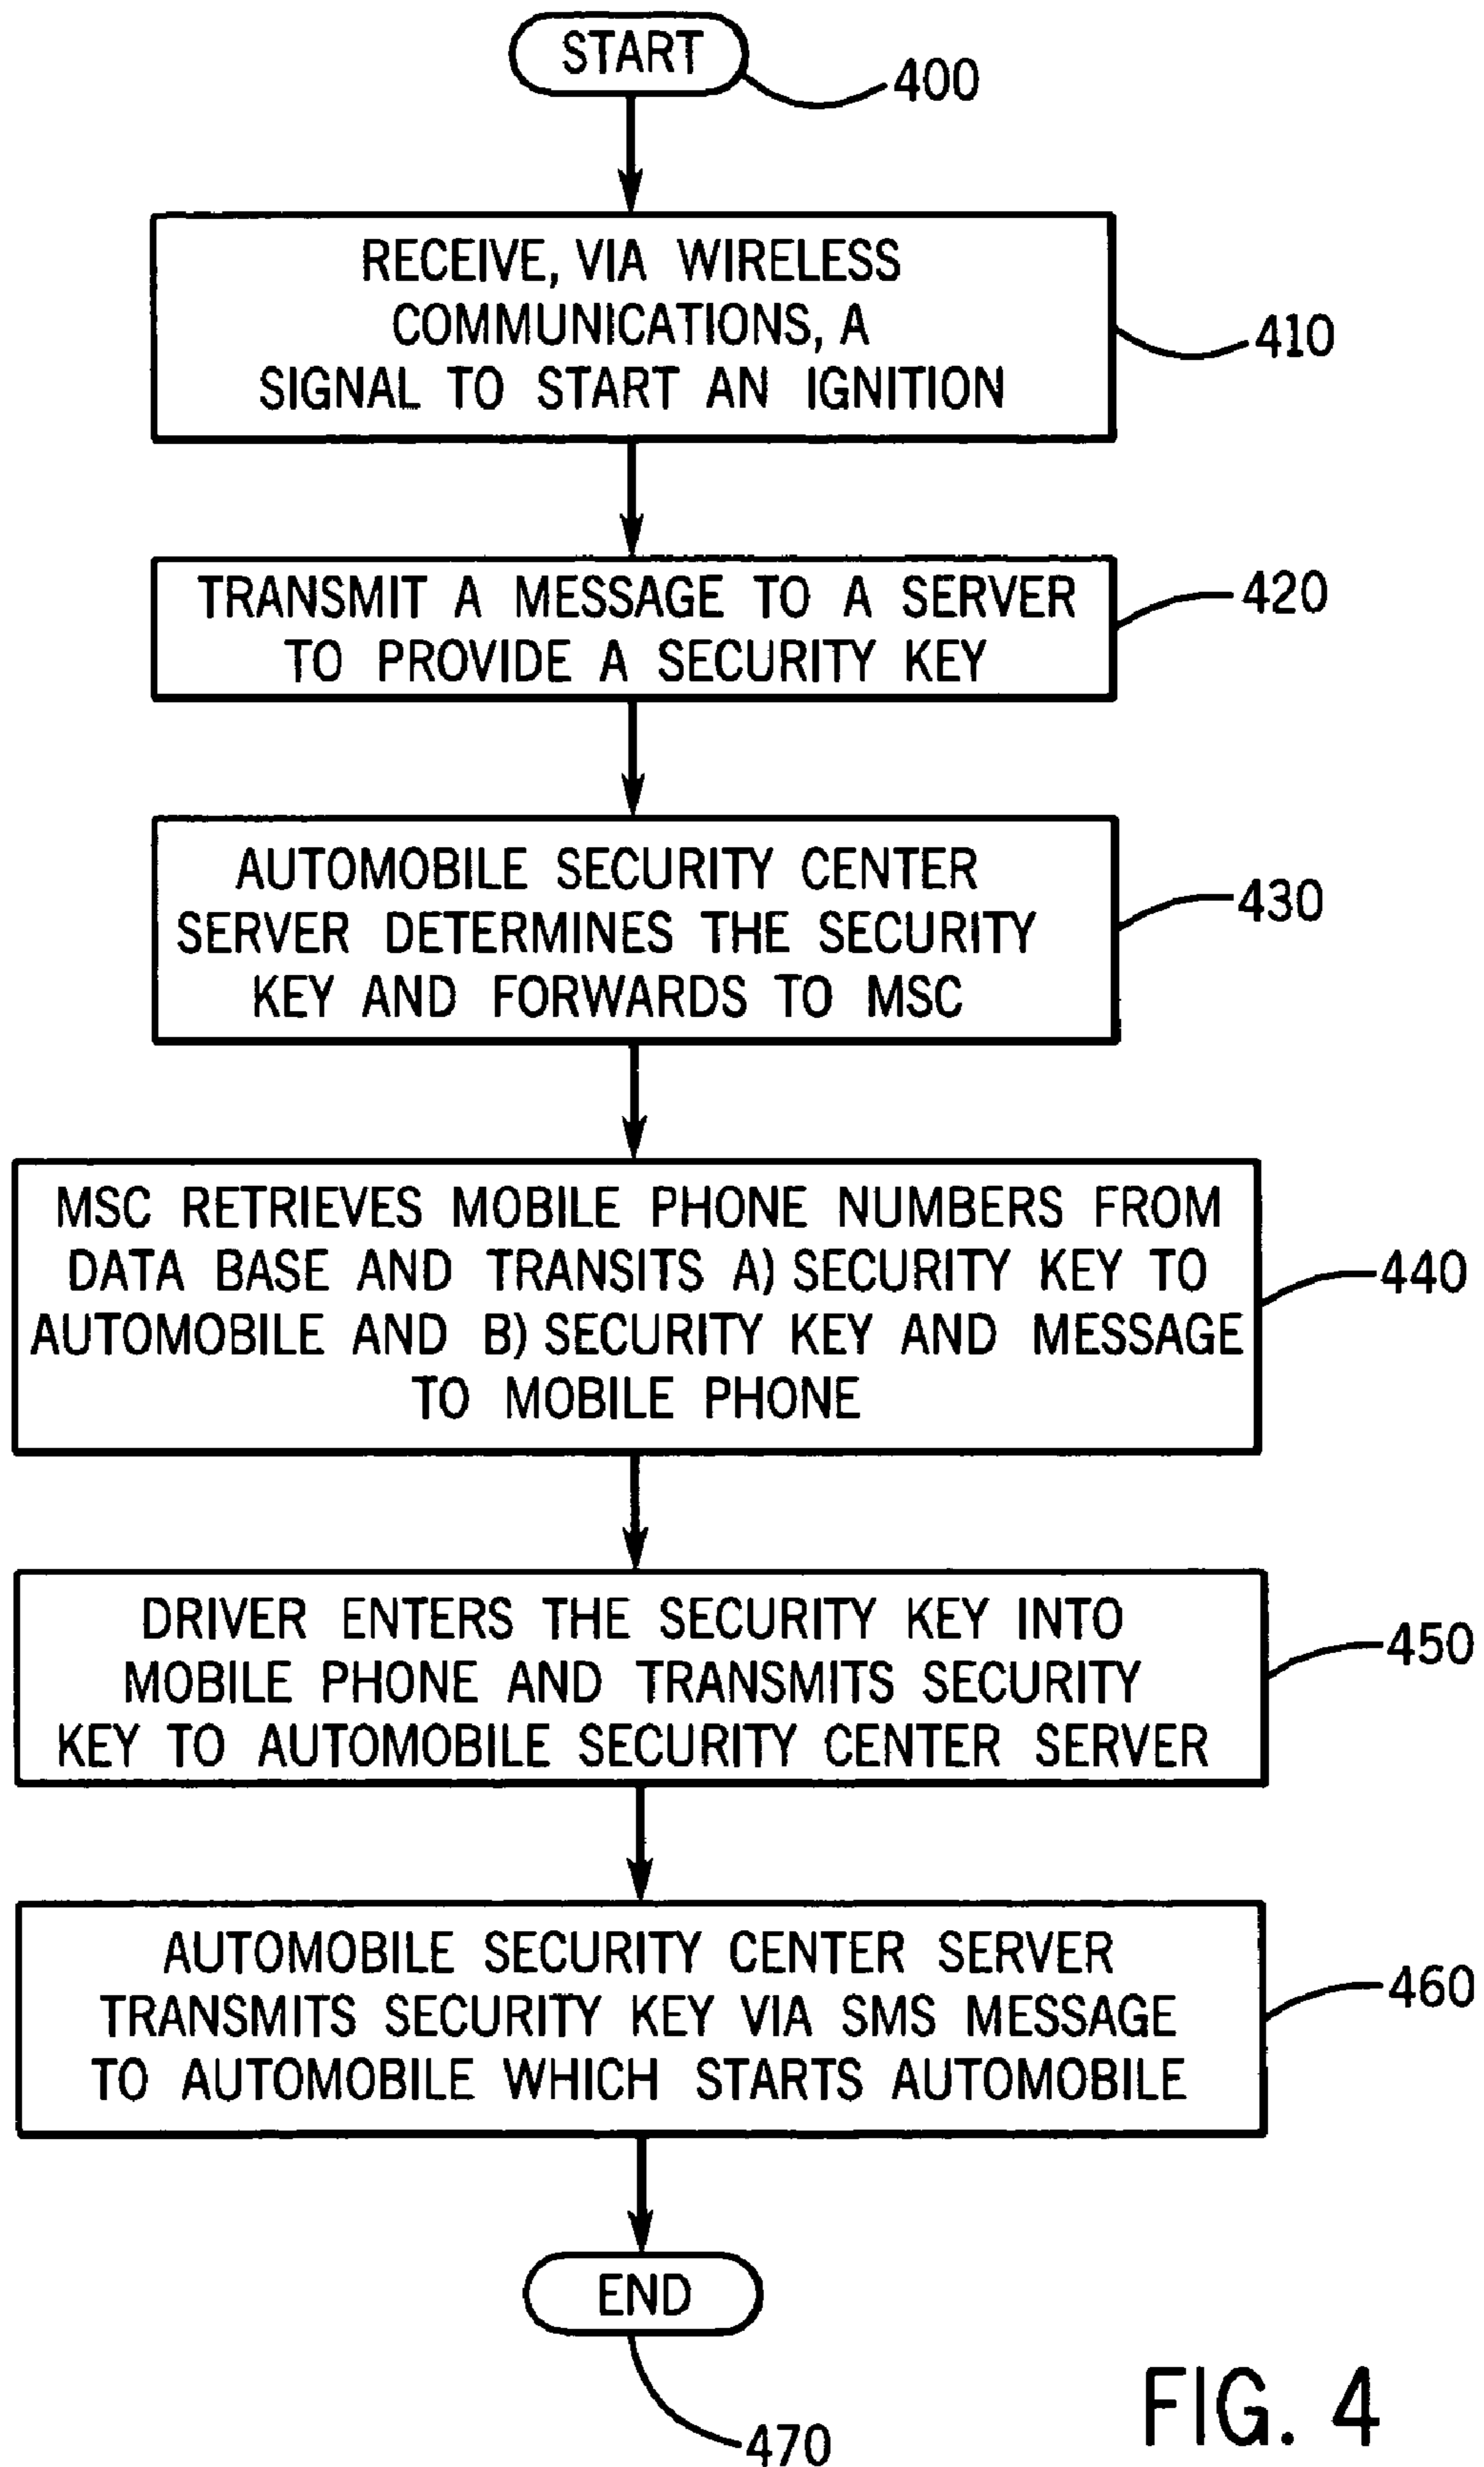 START
400
RECEIVE, VIA WIRELESS
COMMUNICATIONS, A
SIGNAL TO START AN IGNITION
410
TRANSMIT A MESSAGE TO A SERVER
TO PROVIDE A SECURITY KEY
420
AUTOMOBILE SECURITY CENTER
SERVER DETERMINES THE SECURITY
KEY AND FORWARDS TO MSC
430
MSC RETRIEVES MOBILE PHONE NUMBERS FROM
DATA BASE AND TRANSITS A) SECURITY KEY TO
AUTOMOBILE AND B) SECURITY KEY AND MESSAGE
TO MOBILE PHONE
440
DRIVER ENTERS THE SECURITY KEY INTO
MOBILE PHONE AND TRANSMITS SECURITY
KEY TO AUTOMOBILE SECURITY CENTER SERVER
450
AUTOMOBILE SECURITY CENTER SERVER
TRANSMITS SECURITY KEY VIA SMS MESSAGE
TO AUTOMOBILE WHICH STARTS AUTOMOBILE
460
END
470
FIG. 4